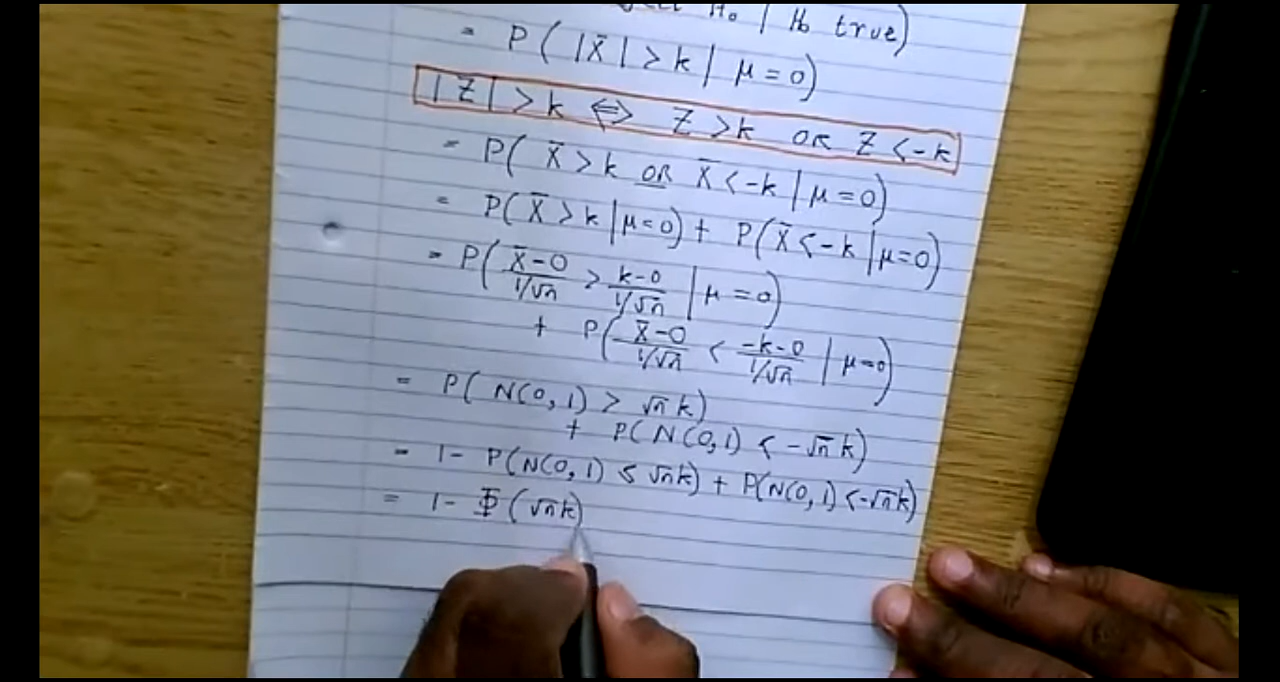 H₀ | H₀ true)
= P( |X̄| > k | μ = 0)
|Z| > k ⇔ Z > k OR Z < -k
= P( X̄ > k OR X̄ < -k | μ = 0)
= P( X̄ > k | μ = 0) + P( X̄ < -k | μ = 0)
= P( (X̄ - 0)/(1/√n) > (k - 0)/(1/√n) | μ = 0)
+ P( (X̄ - 0)/(1/√n) < (-k - 0)/(1/√n) | μ = 0)
= P( N(0, 1) > √n k)
+ P( N(0, 1) < -√n k)
= 1 - P(N(0, 1) ≤ √n k) + P(N(0, 1) < -√n k)
= 1 - Φ(√n k)